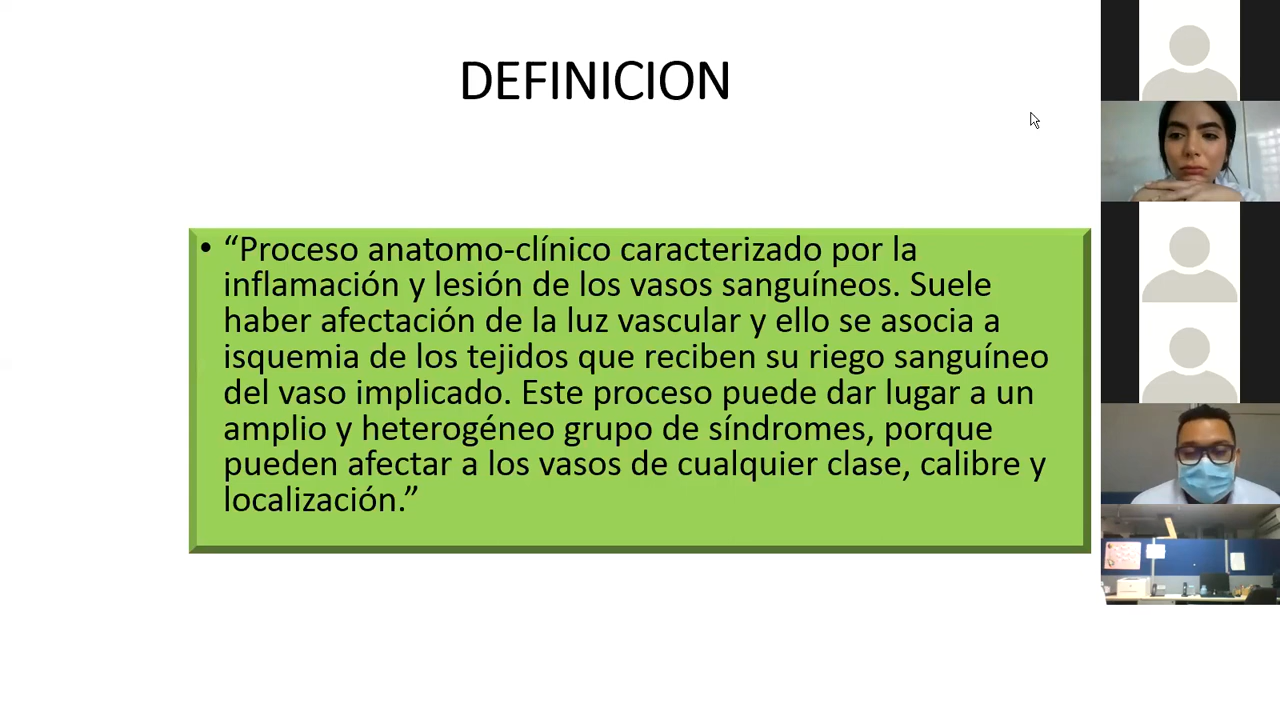 DEFINICION
• “Proceso anatomo-clínico caracterizado por la
inflamación y lesión de los vasos sanguíneos. Suele
haber afectación de la luz vascular y ello se asocia a
isquemia de los tejidos que reciben su riego sanguíneo
del vaso implicado. Este proceso puede dar lugar a un
amplio y heterogéneo grupo de síndromes, porque
pueden afectar a los vasos de cualquier clase, calibre y
localización.”